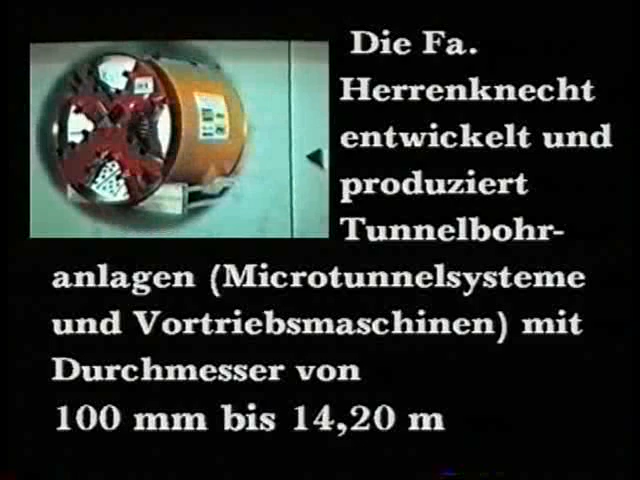 Die Fa.
Herrenknecht
entwickelt und
produziert
Tunnelbohr-
anlagen (Microtunnelsysteme
und Vortriebsmaschinen) mit
Durchmesser von
100 mm bis 14,20 m